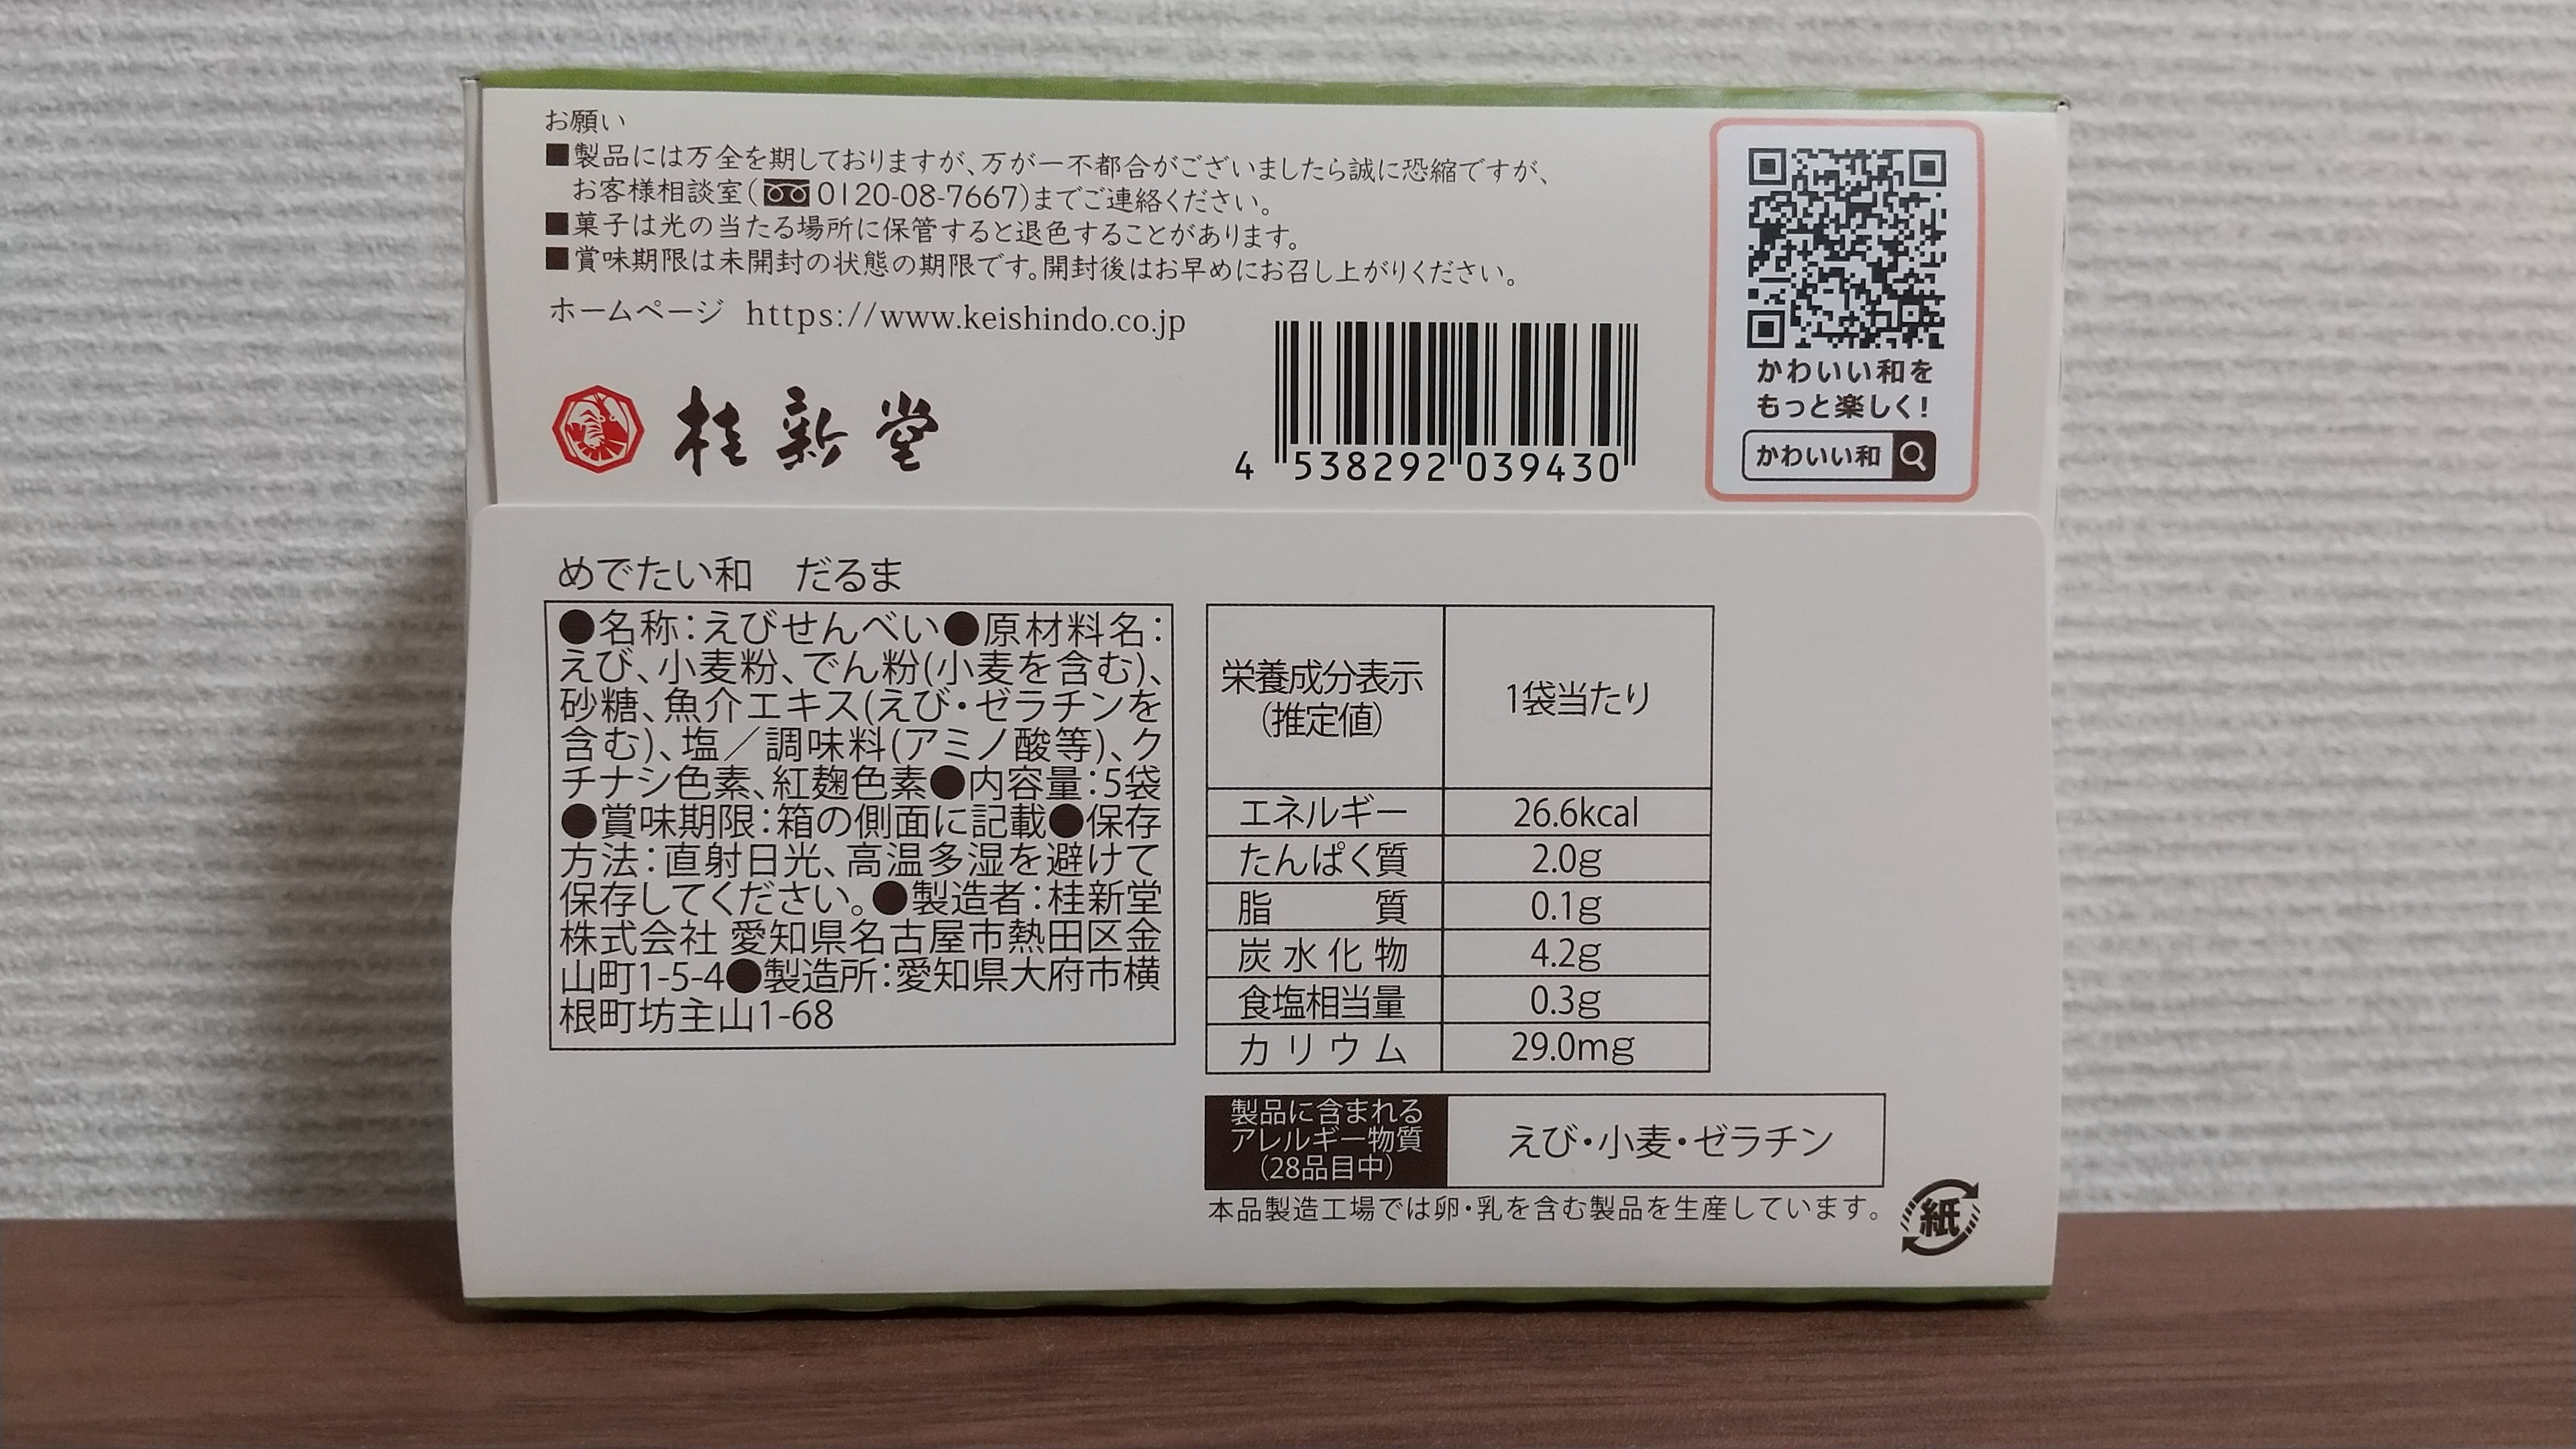 お願い
■製品には万全を期しておりますが、万が一不都合がございましたら誠に恐縮ですが、
お客様相談室(0120-08-7667)までご連絡ください。
■菓子は光の当たる場所に保管すると退色することがあります。
■賞味期限は未開封の状態の期限です。開封後はお早めにお召し上がりください。
ホームページ https://www.keishindo.co.jp
桂新堂
4 538292 039430
かわいい和を
もっと楽しく!
かわいい和
めでたい和 だるま
●名称:えびせんべい●原材料名:
えび、小麦粉、でん粉(小麦を含む)、
砂糖、魚介エキス(えび・ゼラチンを
含む)、塩/調味料(アミノ酸等)、ク
チナシ色素、紅麹色素●内容量:5袋
●賞味期限:箱の側面に記載●保存
方法:直射日光、高温多湿を避けて
保存してください。●製造者:桂新堂
株式会社 愛知県名古屋市熱田区金
山町1-5-4●製造所:愛知県大府市横
根町坊主山1-68
栄養成分表示
(推定値)
1袋当たり
エネルギー 26.6kcal
たんぱく質 2.0g
脂質 0.1g
炭水化物 4.2g
食塩相当量 0.3g
カリウム 29.0mg
製品に含まれる
アレルギー物質
(28品目中)
えび・小麦・ゼラチン
本品製造工場では卵・乳を含む製品を生産しています。
紙